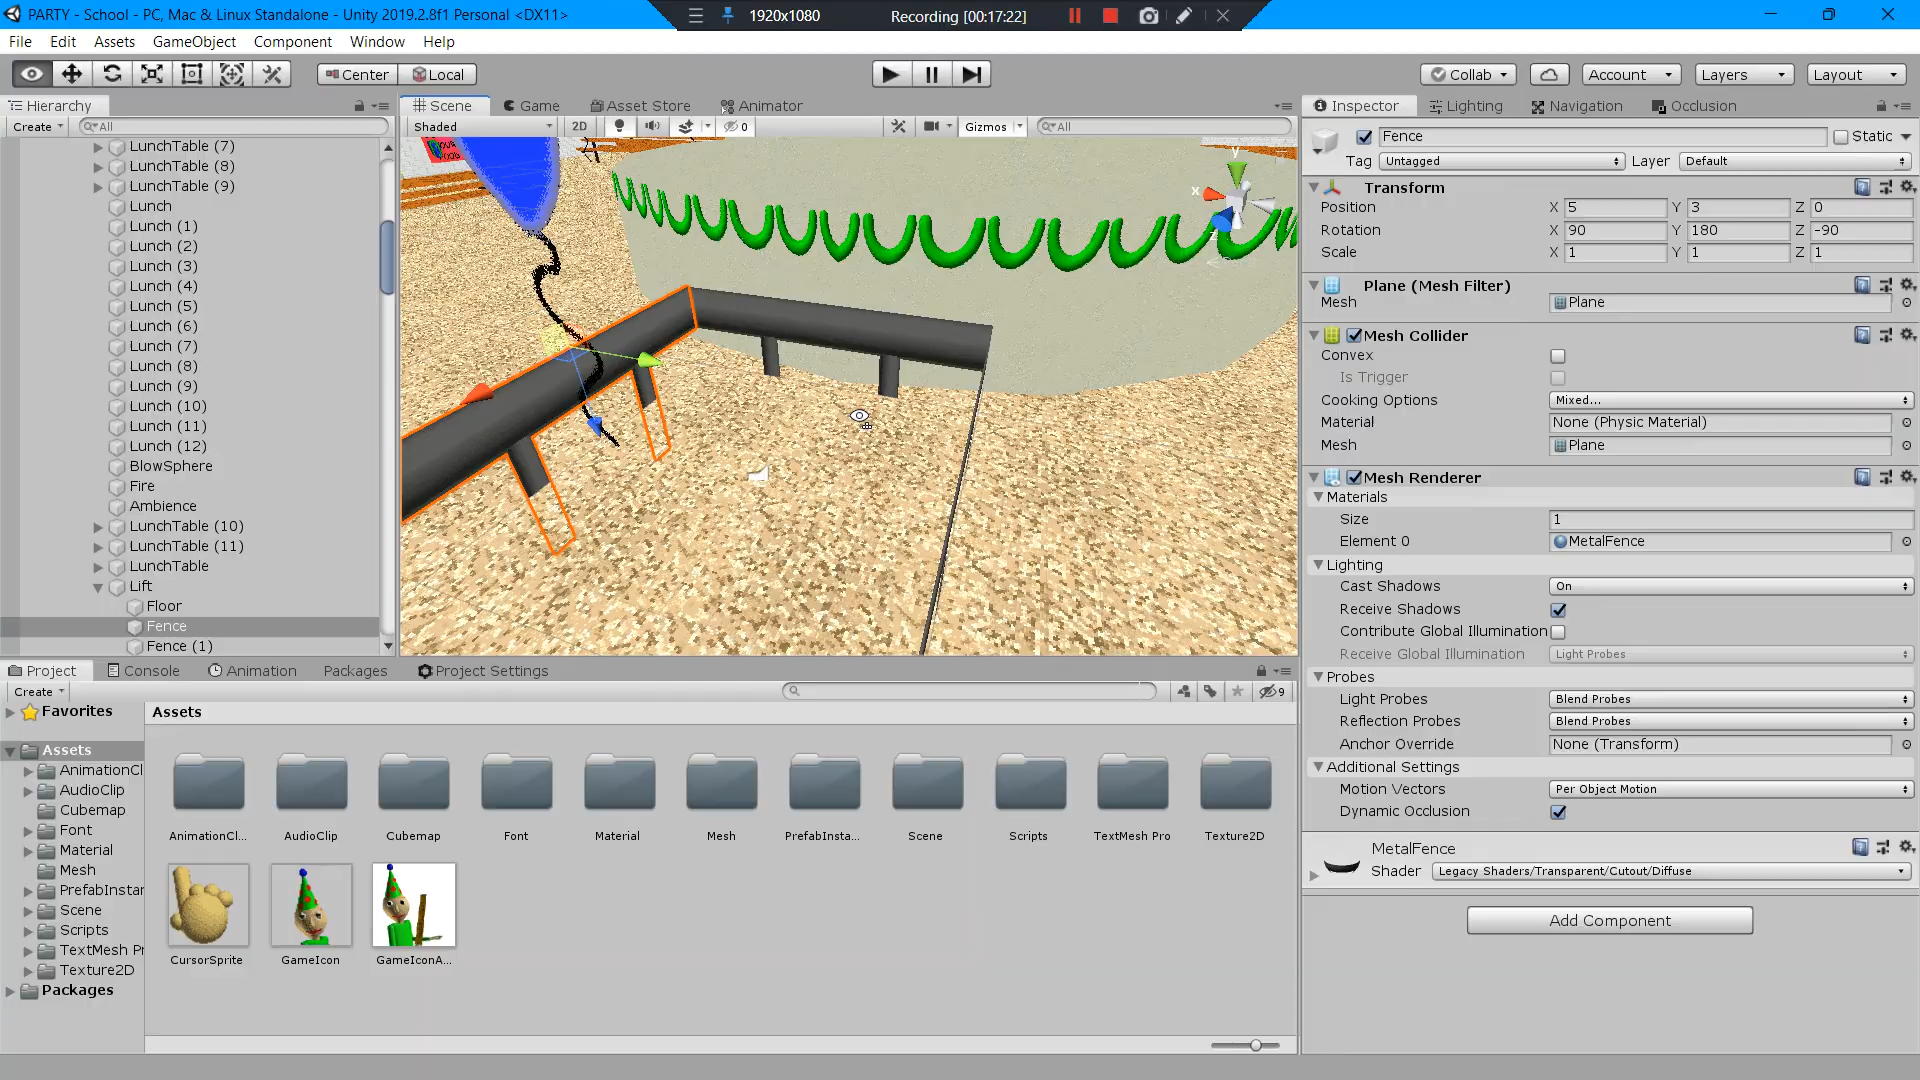 PARTY - School - PC, Mac & Linux Standalone - Unity 2019.2.8f1 Personal <DX11>
1920x1080
Recording [00:17:22]
File Edit Assets GameObject Component Window Help
Center Local
Collab Account Layers Layout
Hierarchy
Create All
LunchTable (7)
LunchTable (8)
LunchTable (9)
Lunch
Lunch (1)
Lunch (2)
Lunch (3)
Lunch (4)
Lunch (5)
Lunch (6)
Lunch (7)
Lunch (8)
Lunch (9)
Lunch (10)
Lunch (11)
Lunch (12)
BlowSphere
Fire
Ambience
LunchTable (10)
LunchTable (11)
LunchTable
Lift
Floor
Fence
Fence (1)
Scene Game Asset Store Animator
Shaded 2D 0 Gizmos All
y
x
z
Inspector Lighting Navigation Occlusion
Fence Static
Tag Untagged Layer Default
Transform
Position X 5 Y 3 Z 0
Rotation X 90 Y 180 Z -90
Scale X 1 Y 1 Z 1
Plane (Mesh Filter)
Mesh Plane
Mesh Collider
Convex
Is Trigger
Cooking Options Mixed...
Material None (Physic Material)
Mesh Plane
Mesh Renderer
Materials
Size 1
Element 0 MetalFence
Lighting
Cast Shadows On
Receive Shadows
Contribute Global Illumination
Receive Global Illumination Light Probes
Probes
Light Probes Blend Probes
Reflection Probes Blend Probes
Anchor Override None (Transform)
Additional Settings
Motion Vectors Per Object Motion
Dynamic Occlusion
MetalFence
Shader Legacy Shaders/Transparent/Cutout/Diffuse
Add Component
Project Console Animation Packages Project Settings
Create 9
Favorites
Assets
AnimationCl
AudioClip
Cubemap
Font
Material
Mesh
PrefabInstar
Scene
Scripts
TextMesh Pr
Texture2D
Packages
Assets
AnimationCl... AudioClip Cubemap Font Material Mesh PrefabInsta... Scene Scripts TextMesh Pro Texture2D
CursorSprite GameIcon GameIconA...